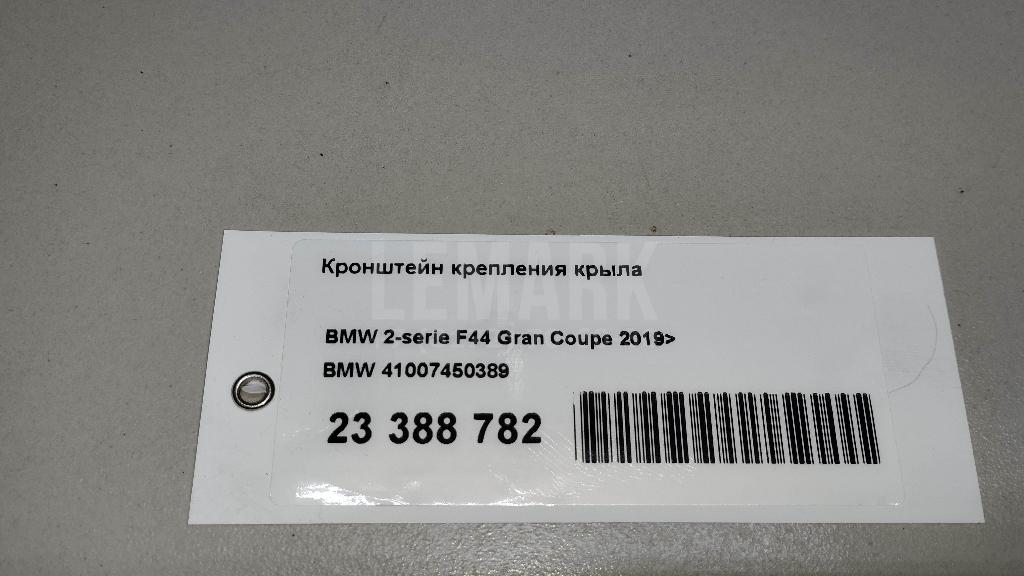 LEMARK
Кронштейн крепления крыла
BMW 2-serie F44 Gran Coupe 2019>
BMW 41007450389
23 388 782